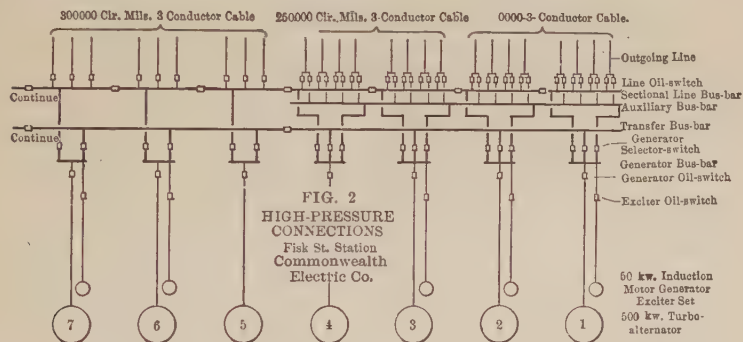 300000 Cir. Mils. 3 Conductor Cable
250000 Cir. Mils. 3-Conductor Cable
0000-3-Conductor Cable.
Outgoing Line
Line Oil-switch
Sectional Line Bus-bar
Continue
Auxiliary Bus-bar
Transfer Bus-bar
Continue
Generator
Selector-switch
Generator Bus-bar
Generator Oil-switch
Exciter Oil-switch
FIG. 2
HIGH-PRESSURE
CONNECTIONS
Fisk St. Station
Commonwealth
Electric Co.
50 kw. Induction
Motor Generator
Exciter Set
500 kw. Turbo-
alternator
7 6 5 4 3 2 1